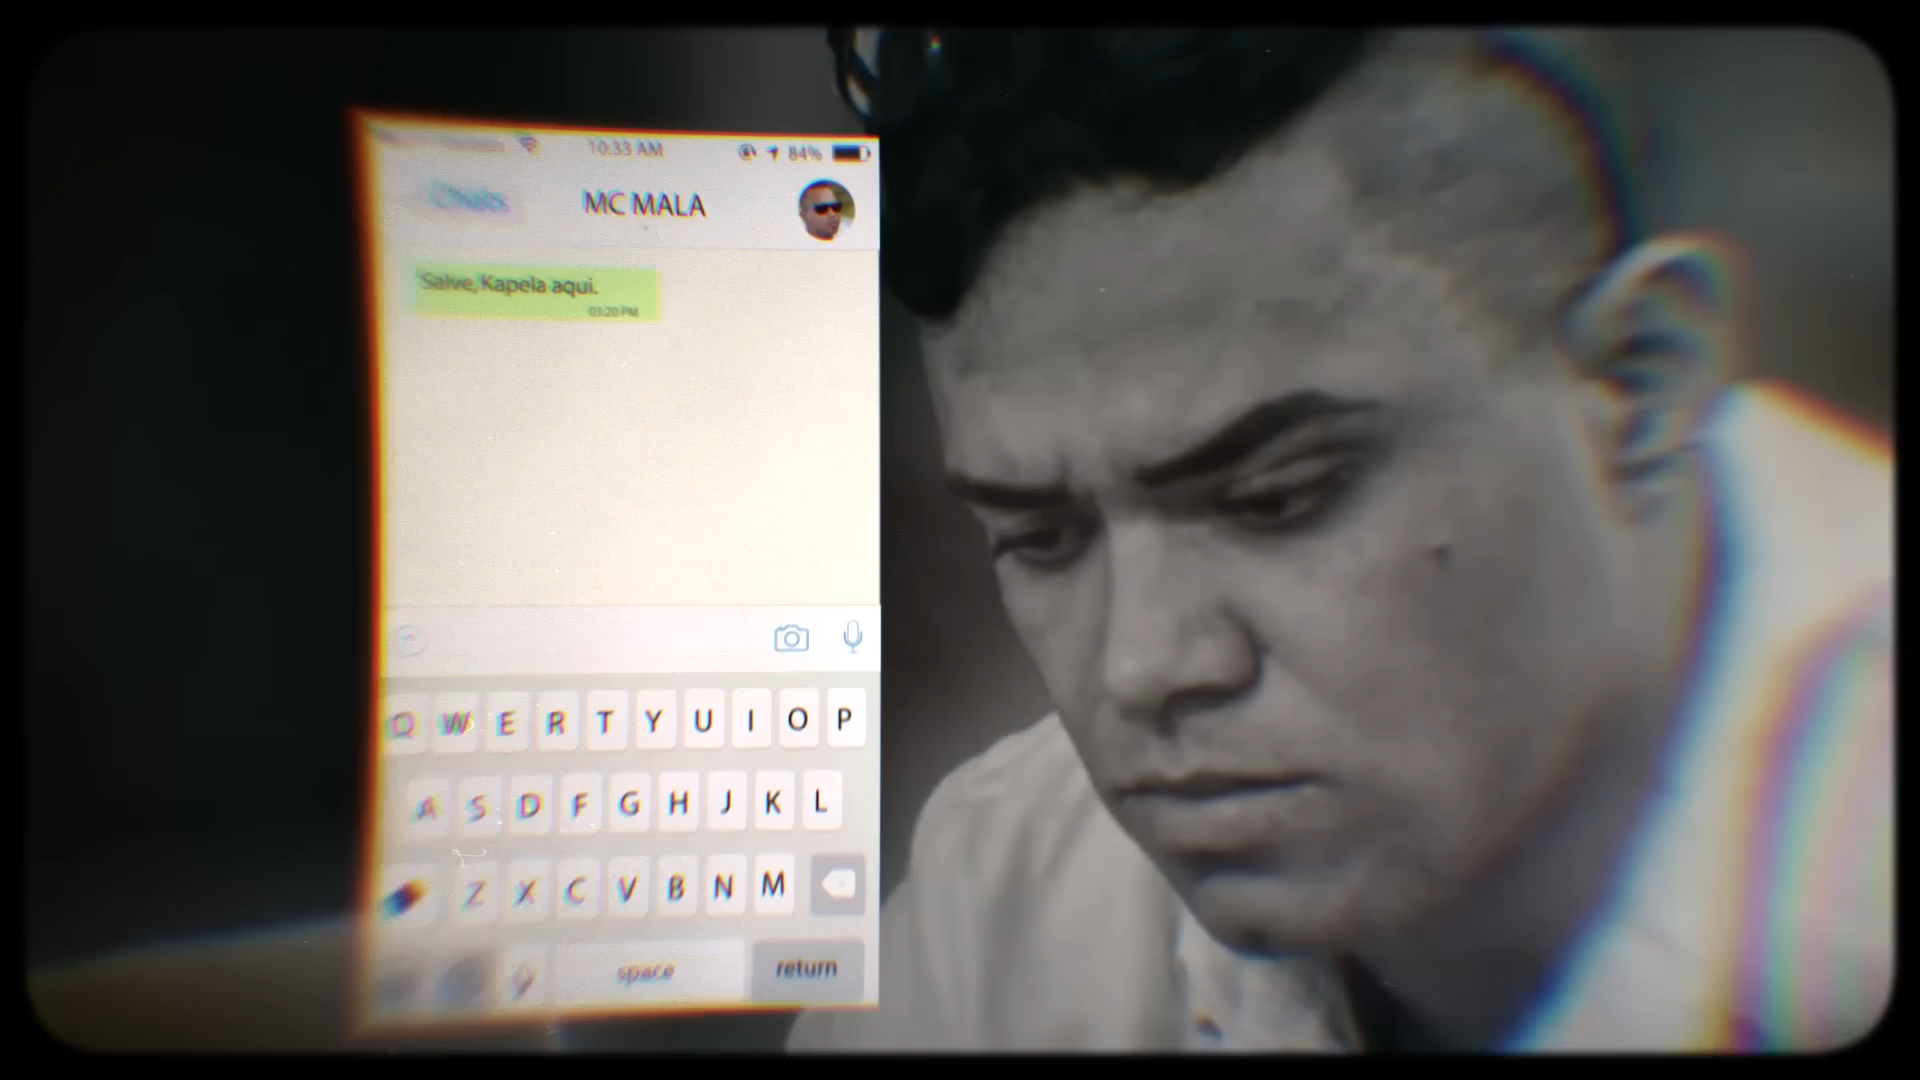 10:33 AM
84%
Chats
MC MALA
Salve, Kapela aqui.
03:20 PM
Q W E R T Y U I O P
A S D F G H J K L
Z X C V B N M
space
return